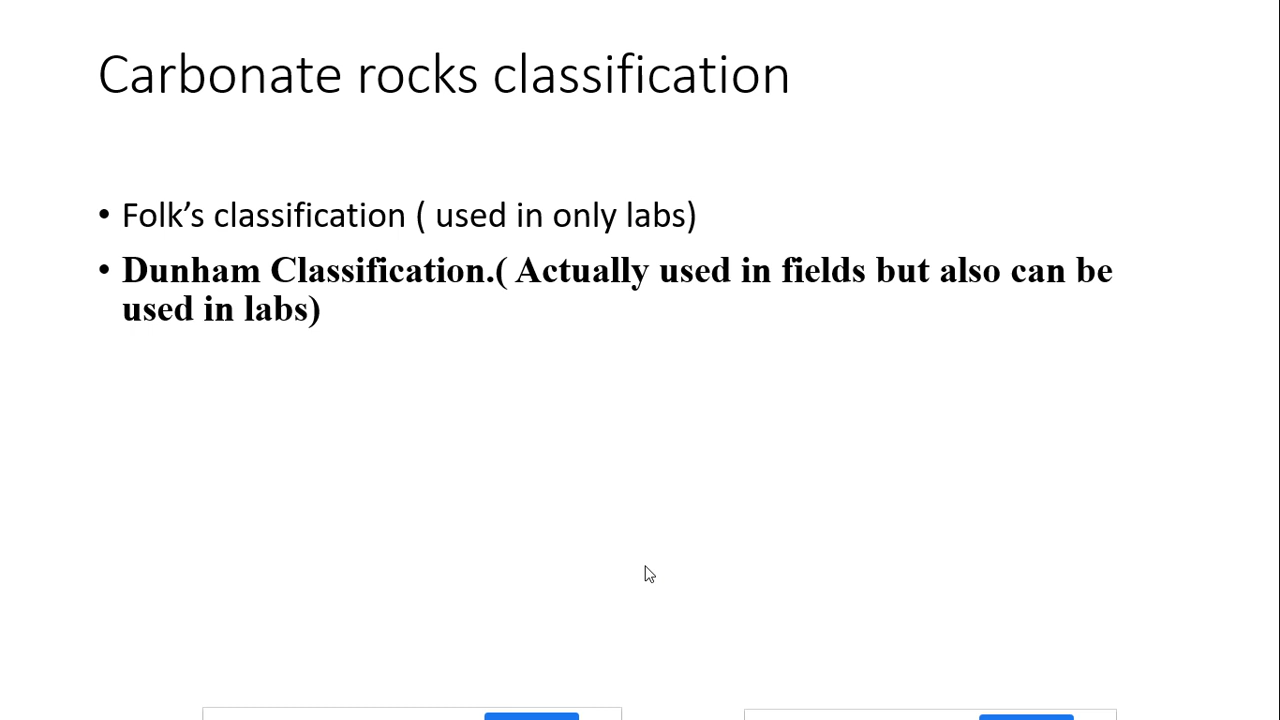 Carbonate rocks classification
• Folk’s classification ( used in only labs)
• Dunham Classification.( Actually used in fields but also can be
used in labs)